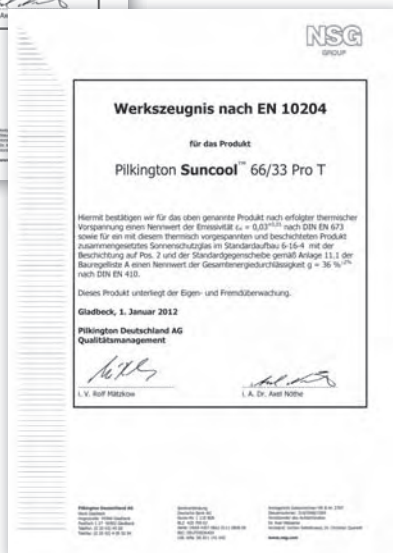 NSG
GROUP
Werkszeugnis nach EN 10204
für das Produkt
Pilkington Suncool™ 66/33 Pro T
Hiermit bestätigen wir für das oben genannte Produkt nach erfolgter thermischer
Vorspannung einen Nennwert der Emissivität εn = 0,03 nach DIN EN 673
sowie für ein mit diesem thermisch vorgespannten und beschichteten Produkt
zusammengesetztes Sonnenschutzglas im Standardaufbau 6-16-4 mit der
Beschichtung auf Pos. 2 und der Standardgegenscheibe gemäß Anlage 11.1 der
Bauregelliste A einen Nennwert der Gesamtenergiedurchlässigkeit g = 36 %
nach DIN EN 410.
Dieses Produkt unterliegt der Eigen- und Fremdüberwachung.
Gladbeck, 1. Januar 2012
Pilkington Deutschland AG
Qualitätsmanagement
i. V. Rolf Mätzkow
i. A. Dr. Axel Nöthe
Pilkington Deutschland AG